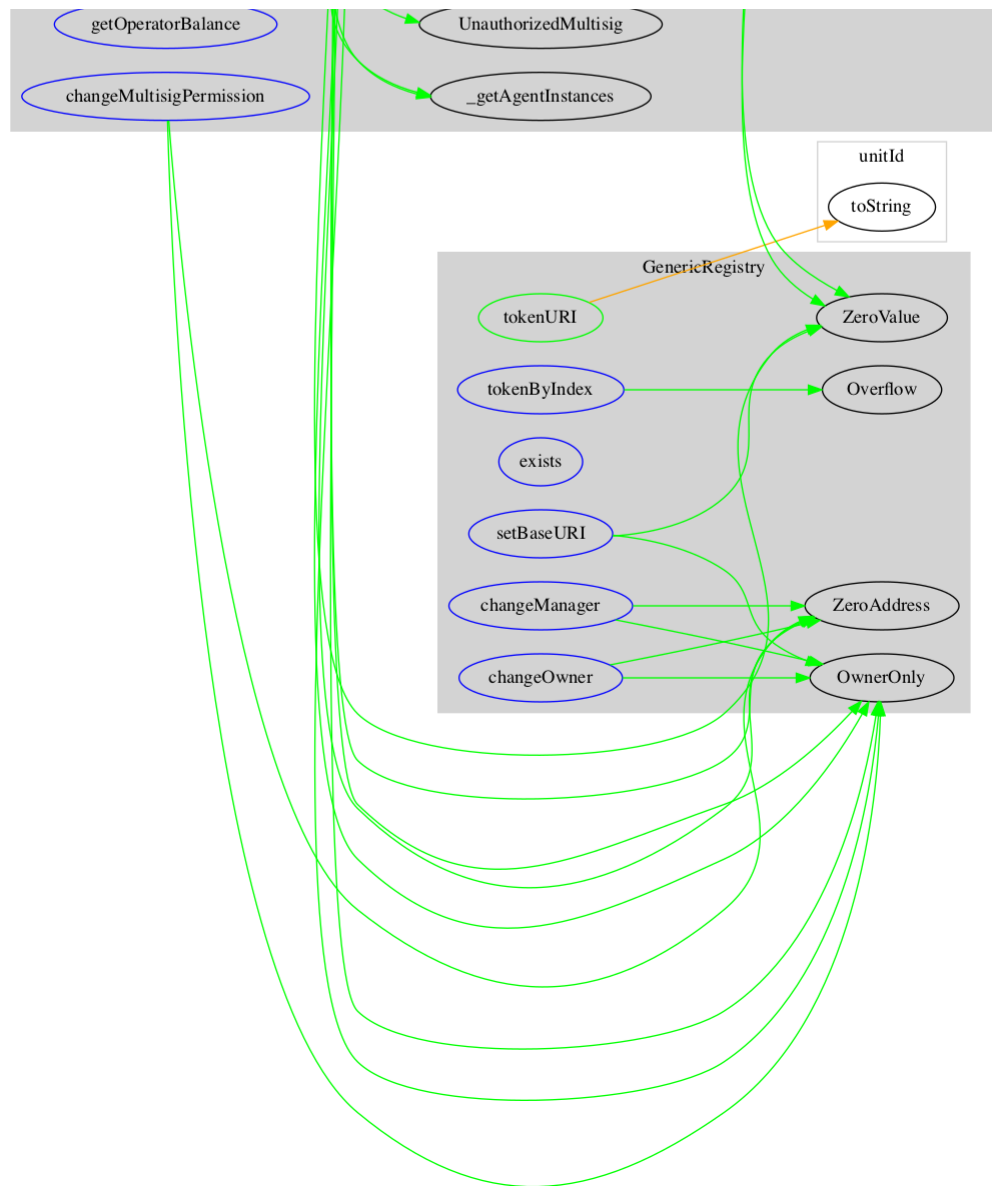 getOperatorBalance
UnauthorizedMultisig
changeMultisigPermission
_getAgentInstances
unitId
toString
GenericRegistry
tokenURI
ZeroValue
tokenByIndex
Overflow
exists
setBaseURI
changeManager
ZeroAddress
changeOwner
OwnerOnly